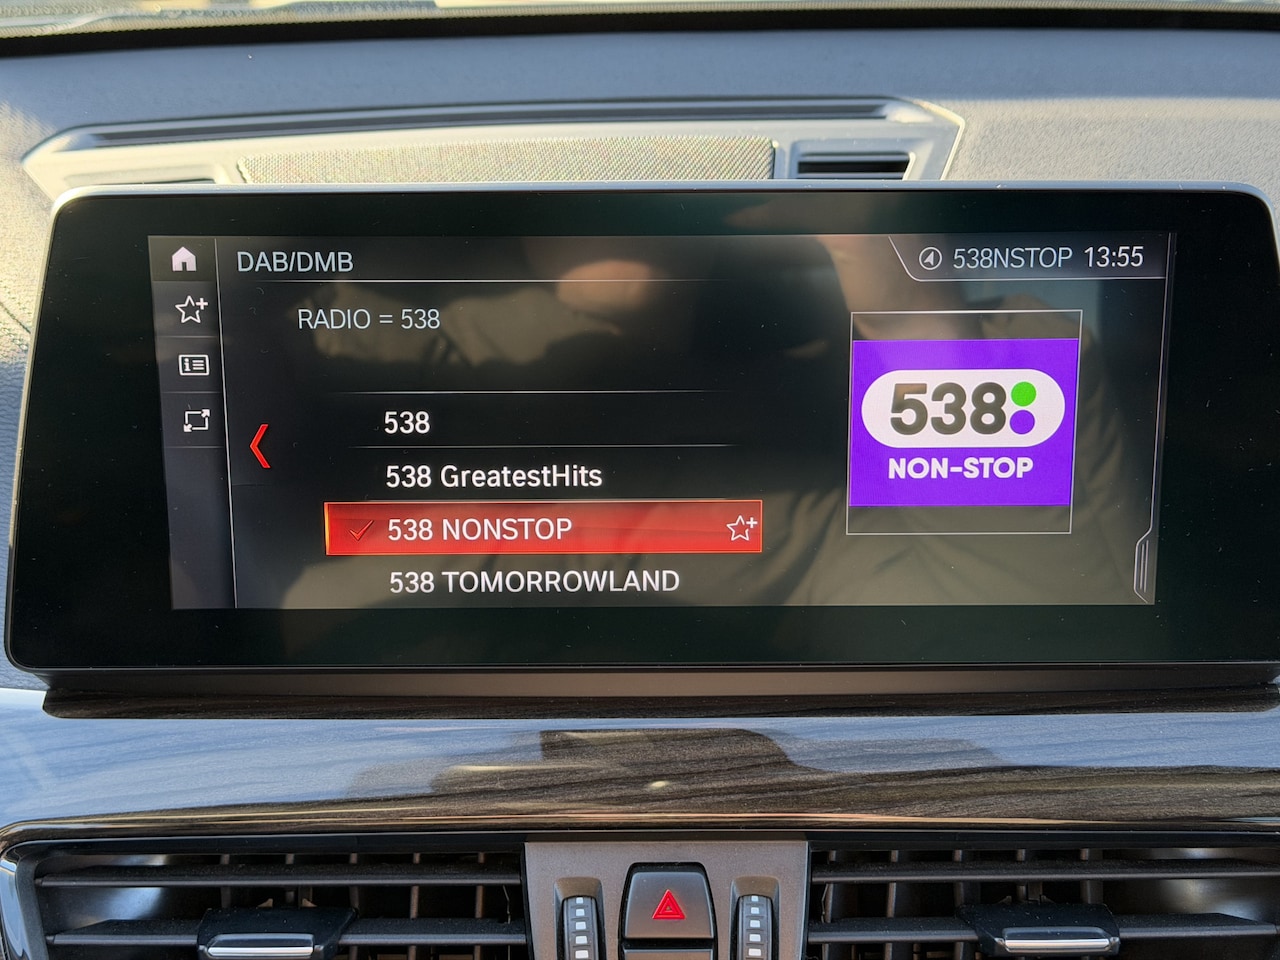 DAB/DMB
538NSTOP 13:55
RADIO = 538
538
538 GreatestHits
538 NONSTOP
538 TOMORROWLAND
538
NON-STOP